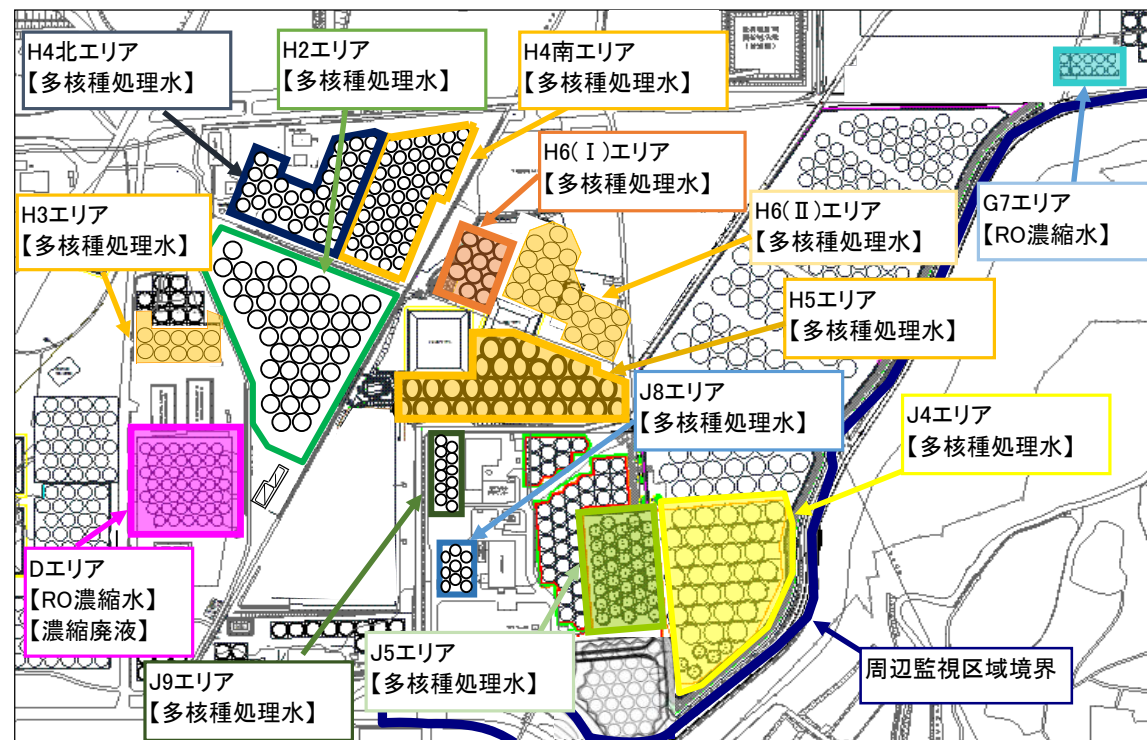 H4北エリア
【多核種処理水】
H2エリア
【多核種処理水】
H4南エリア
【多核種処理水】
H6(Ⅰ)エリア
【多核種処理水】
H3エリア
【多核種処理水】
H6(Ⅱ)エリア
【多核種処理水】
G7エリア
【RO濃縮水】
H5エリア
【多核種処理水】
J8エリア
【多核種処理水】
J4エリア
【多核種処理水】
Dエリア
【RO濃縮水】
【濃縮廃液】
J5エリア
【多核種処理水】
J9エリア
【多核種処理水】
周辺監視区域境界